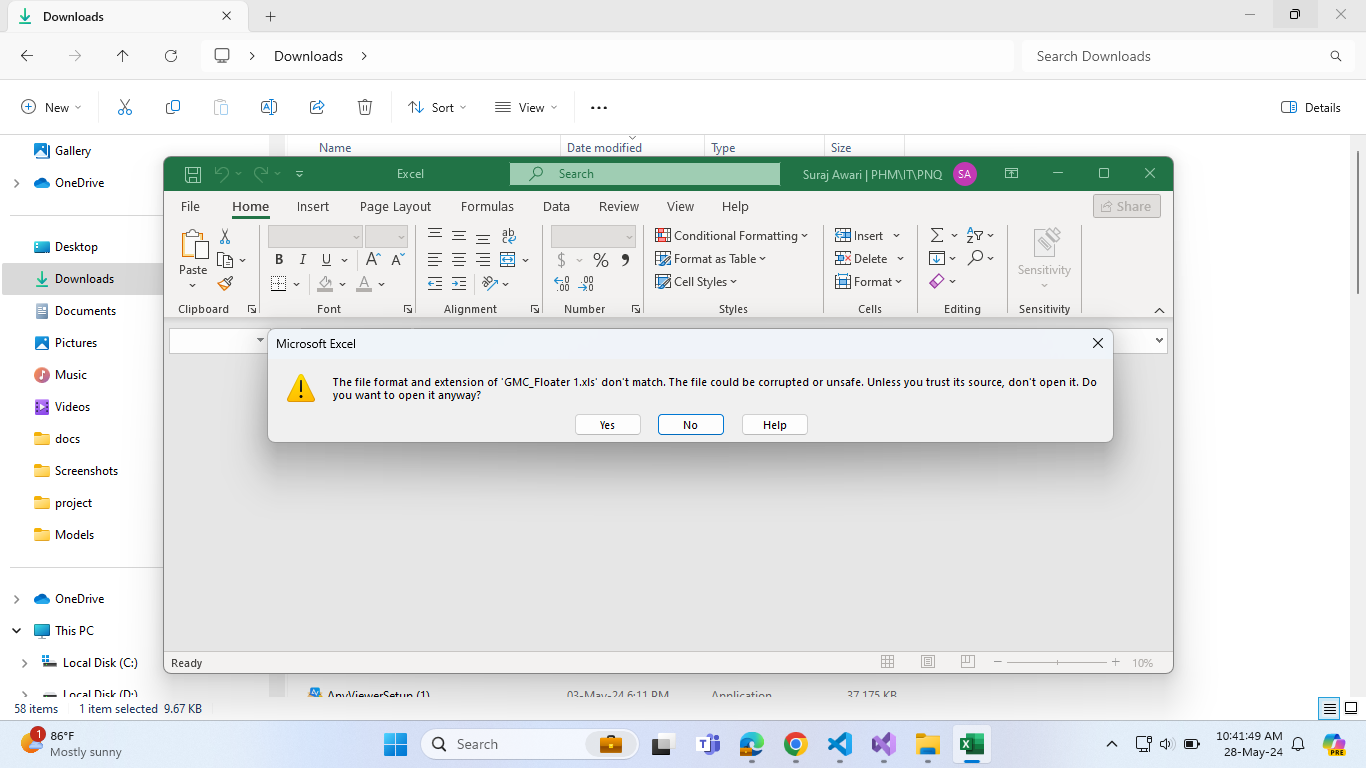 Downloads
Downloads
Search Downloads
New
Sort
View
Details
Gallery
OneDrive
Desktop
Downloads
Documents
Pictures
Music
Videos
docs
Screenshots
project
Models
OneDrive
This PC
Local Disk (C:)
Local Disk (D:)
Name Date modified Type Size
Excel Search Suraj Awari | PHM\IT\PNQ SA
File Home Insert Page Layout Formulas Data Review View Help Share
Paste
Clipboard
B I U A A
A
Font
ab
Alignment
$ % ,
Number
Conditional Formatting
Format as Table
Cell Styles
Styles
Insert
Delete
Format
Cells
Editing
Sensitivity
Sensitivity
Microsoft Excel
The file format and extension of 'GMC_Floater 1.xls' don't match. The file could be corrupted or unsafe. Unless you trust its source, don't open it. Do
you want to open it anyway?
Yes No Help
Ready 10%
AnyViewerSetup (1) 03-May-24 6:11 PM Application 37,175 KB
58 items 1 item selected 9.67 KB
1
86°F
Mostly sunny
Search
10:41:49 AM
28-May-24
PRE